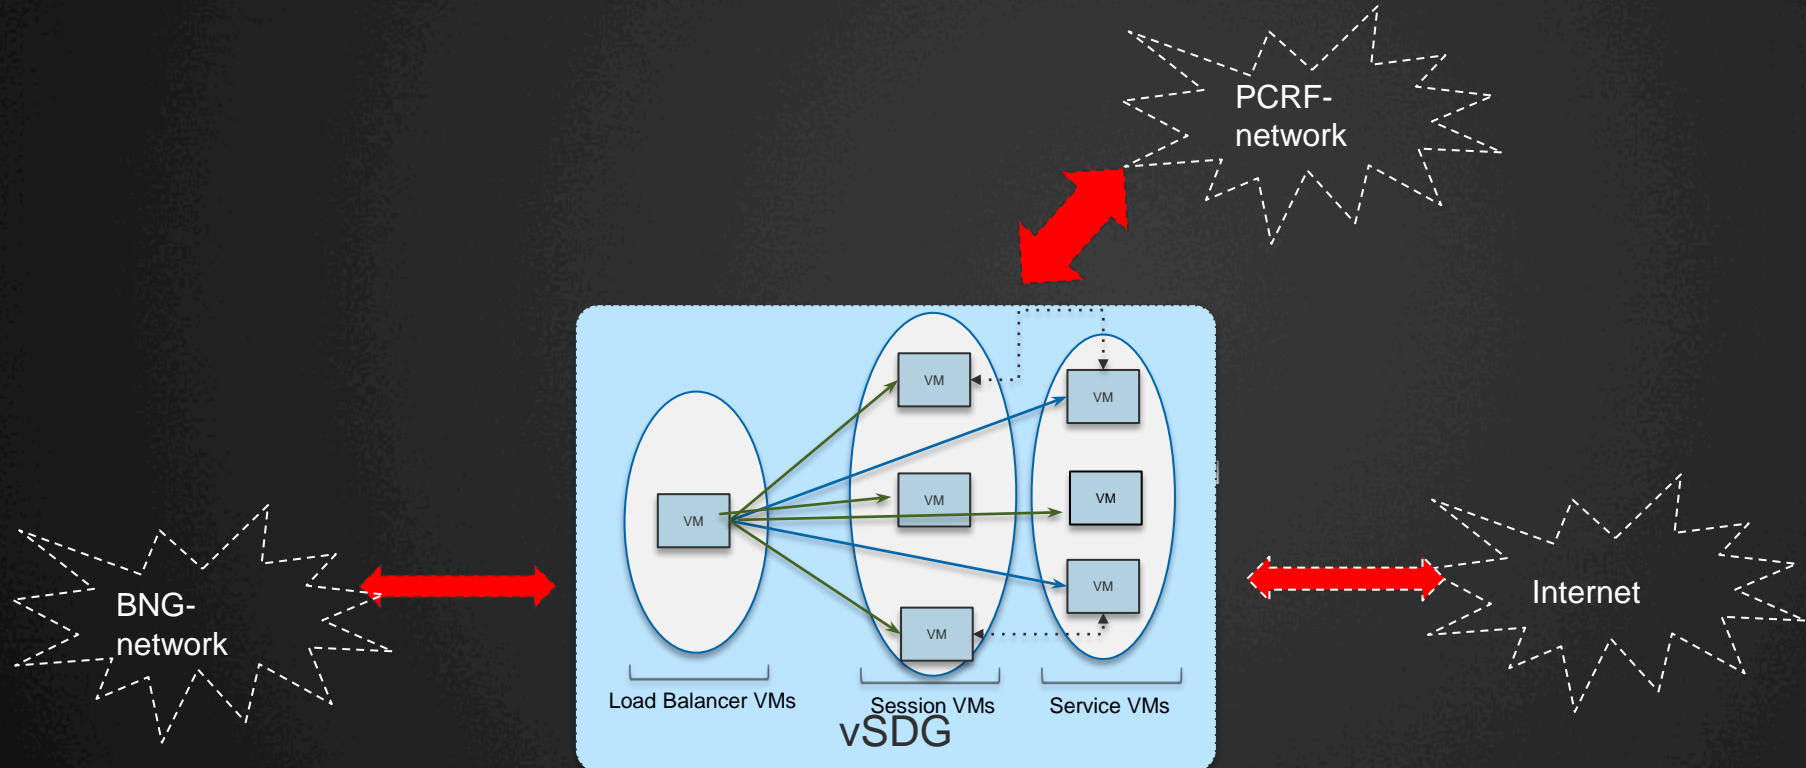 PCRF-
network
VM
VM
VM
VM
VM
VM
VM
BNG-
network
Internet
Load Balancer VMs
Session VMs
Service VMs
vSDG